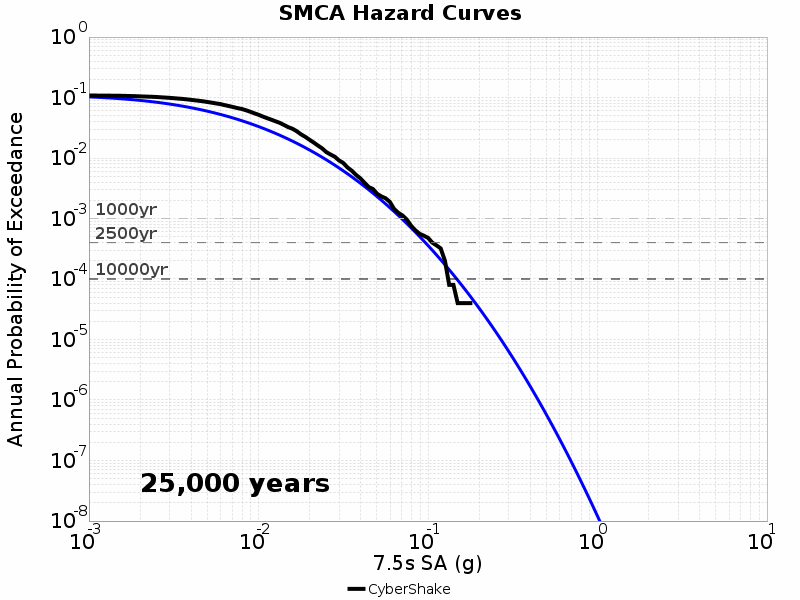 SMCA Hazard Curves
Annual Probability of Exceedance
10^0
10^-1
10^-2
10^-3
10^-4
10^-5
10^-6
10^-7
10^-8
1000yr
2500yr
10000yr
25,000 years
10^-3 10^-2 10^-1 10^0 10^1
7.5s SA (g)
CyberShake